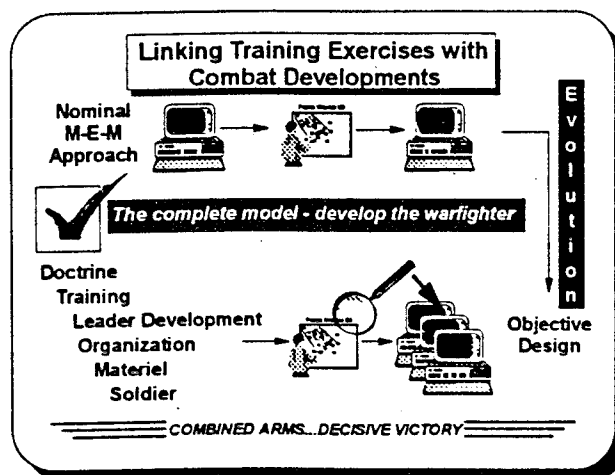 Linking Training Exercises with
Combat Developments
Nominal
M-E-M
Approach
Evolution
The complete model - develop the warfighter
Doctrine
Training
Leader Development
Organization
Materiel
Soldier
Objective
Design
COMBINED ARMS...DECISIVE VICTORY